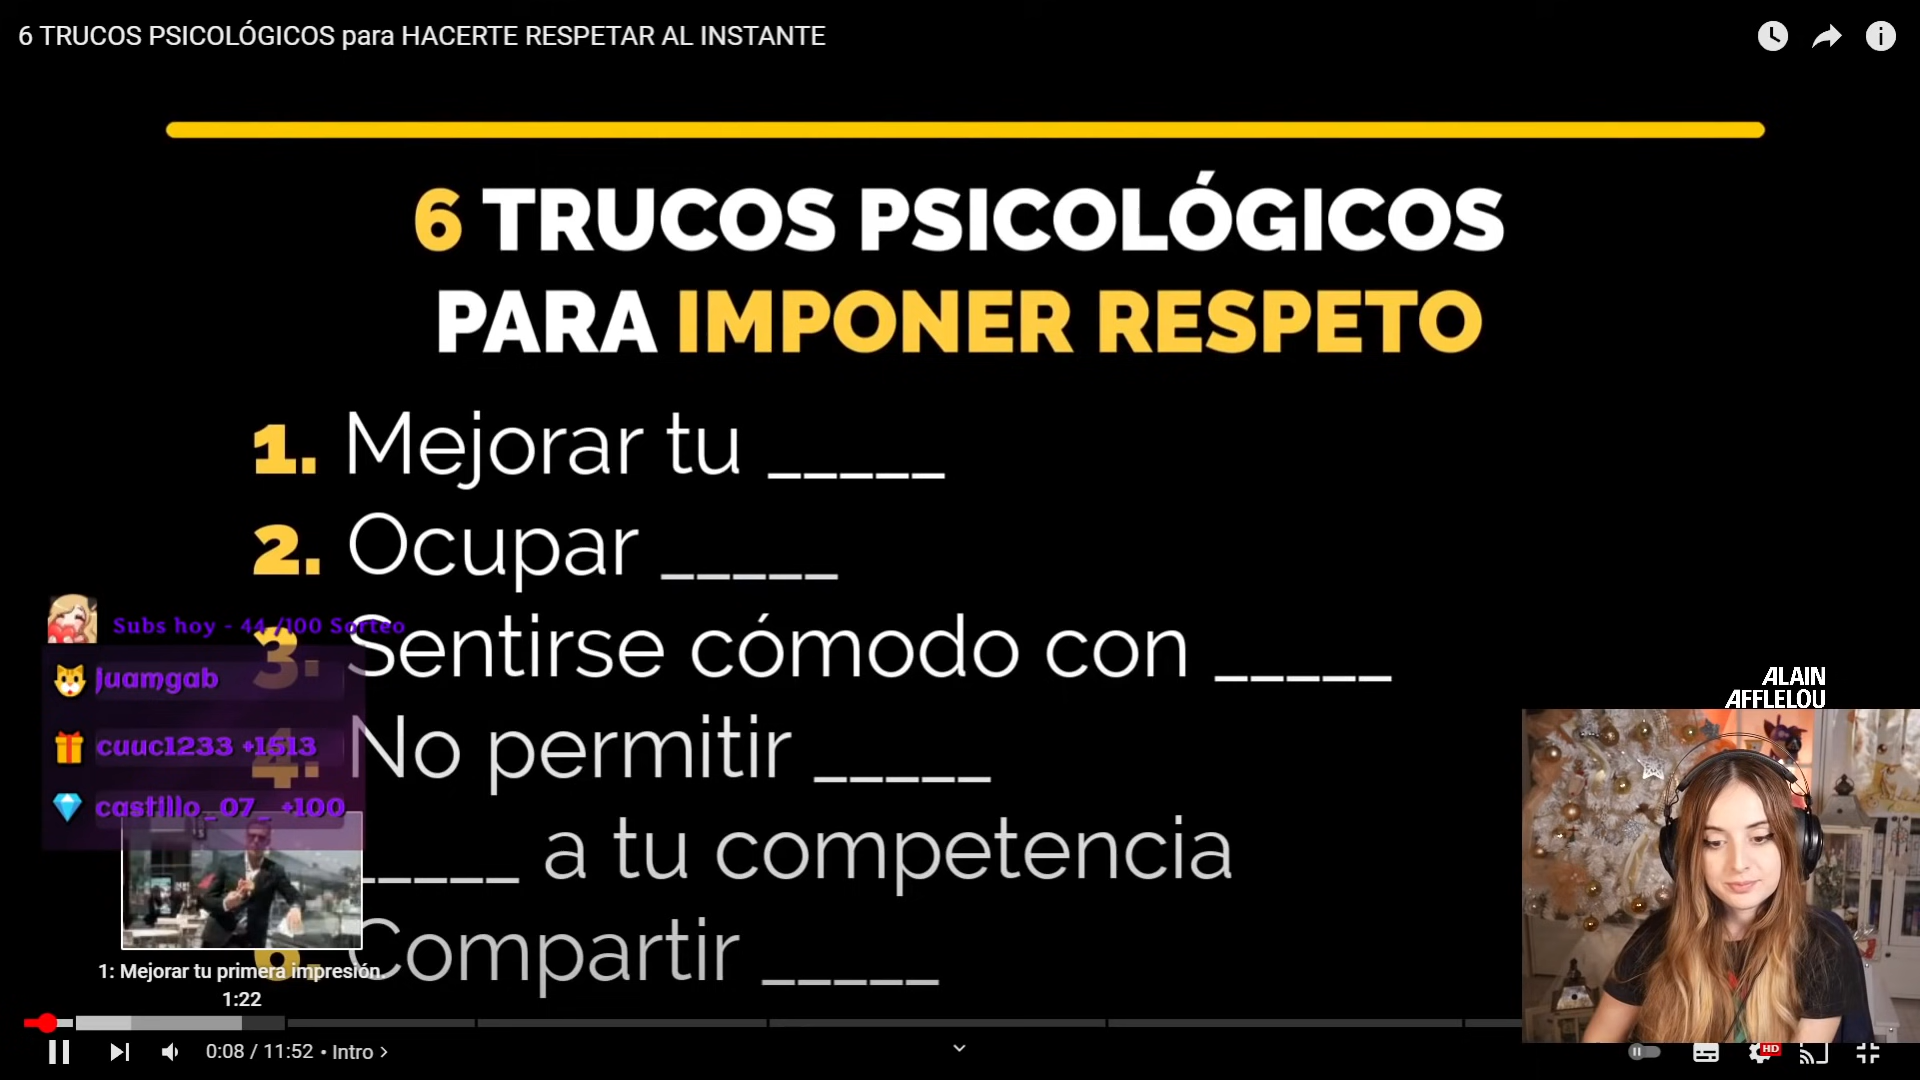 6 TRUCOS PSICOLÓGICOS para HACERTE RESPETAR AL INSTANTE
6 TRUCOS PSICOLÓGICOS
PARA IMPONER RESPETO
1. Mejorar tu _____
2. Ocupar _____
Subs hoy - 44 /100 Sorteo
3. Sentirse cómodo con _____
Juamgab
ALAIN
AFFLELOU
4. No permitir _____
cuuc1233 +1513
castillo_07_ +100
_____ a tu competencia
6. Compartir _____
1: Mejorar tu primera impresión.
1:22
0:08 / 11:52 • Intro >
HD